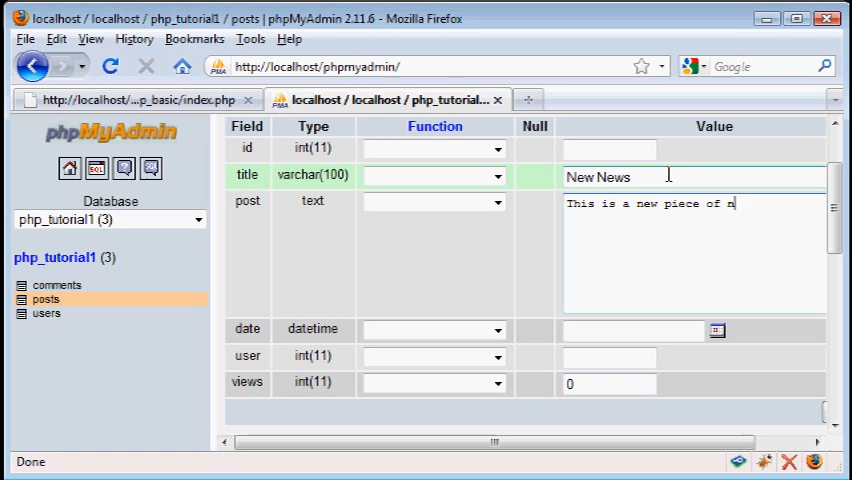 localhost / localhost / php_tutorial1 / posts | phpMyAdmin 2.11.6 - Mozilla Firefox
File Edit View History Bookmarks Tools Help
http://localhost/phpmyadmin/
Google
http://localhost/...p_basic/index.php
localhost / localhost / php_tutorial...
phpMyAdmin
Database
php_tutorial1 (3)
php_tutorial1 (3)
comments
posts
users
Field Type Function Null Value
id int(11)
title varchar(100) New News
post text This is a new piece of n
date datetime
user int(11)
views int(11) 0
Done